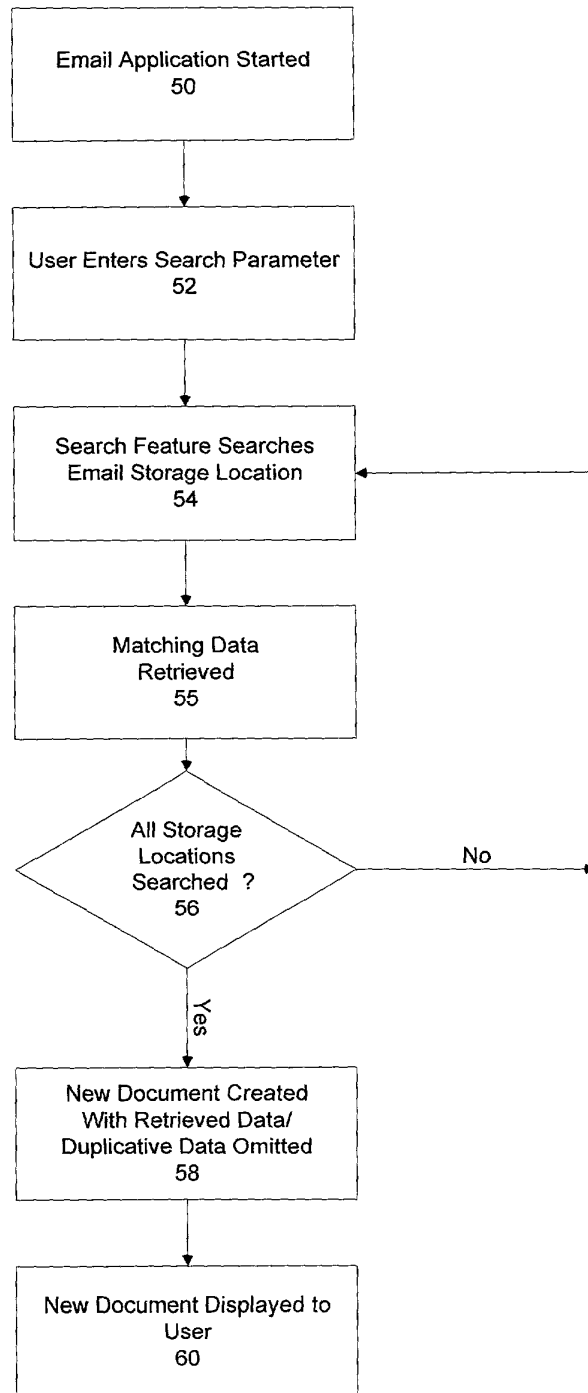 Email Application Started
50
User Enters Search Parameter
52
Search Feature Searches
Email Storage Location
54
Matching Data
Retrieved
55
All Storage
Locations
Searched ?
56
No
Yes
New Document Created
With Retrieved Data/
Duplicative Data Omitted
58
New Document Displayed to
User
60